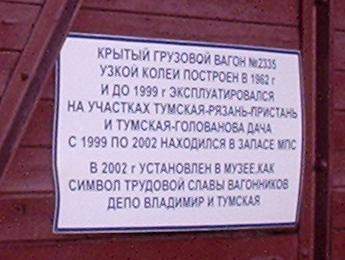 КРЫТЫЙ ГРУЗОВОЙ ВАГОН №2335
УЗКОЙ КОЛЕИ ПОСТРОЕН В 1962 г
И ДО 1999 г ЭКСПЛУАТИРОВАЛСЯ
НА УЧАСТКАХ ТУМСКАЯ-РЯЗАНЬ-ПРИСТАНЬ
И ТУМСКАЯ-ГОЛОВАНОВА ДАЧА
С 1999 ПО 2002 НАХОДИЛСЯ В ЗАПАСЕ МПС
В 2002 г УСТАНОВЛЕН В МУЗЕЕ,КАК
СИМВОЛ ТРУДОВОЙ СЛАВЫ ВАГОННИКОВ
ДЕПО ВЛАДИМИР И ТУМСКАЯ